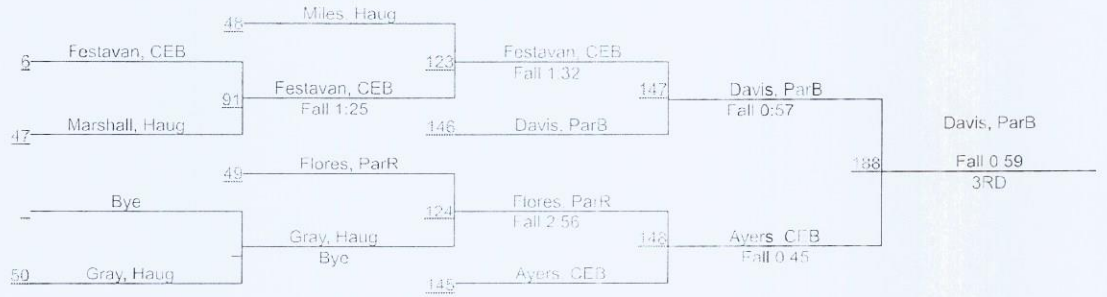 Miles, Haug
48
Festavan, CEB
6
Festavan, CEB
Fall 1:32
123
Festavan, CEB
Fall 1:25
91
Davis, ParB
Fall 0:57
147
Marshall, Haug
47
146
Davis, ParB
Davis, ParB
Flores, ParR
49
188
Fall 0:59
3RD
Bye
Flores, ParR
Fall 2:56
124
Gray, Haug
Bye
148
Ayers, CEB
Fall 0:45
50
Gray, Haug
145
Ayers, CEB